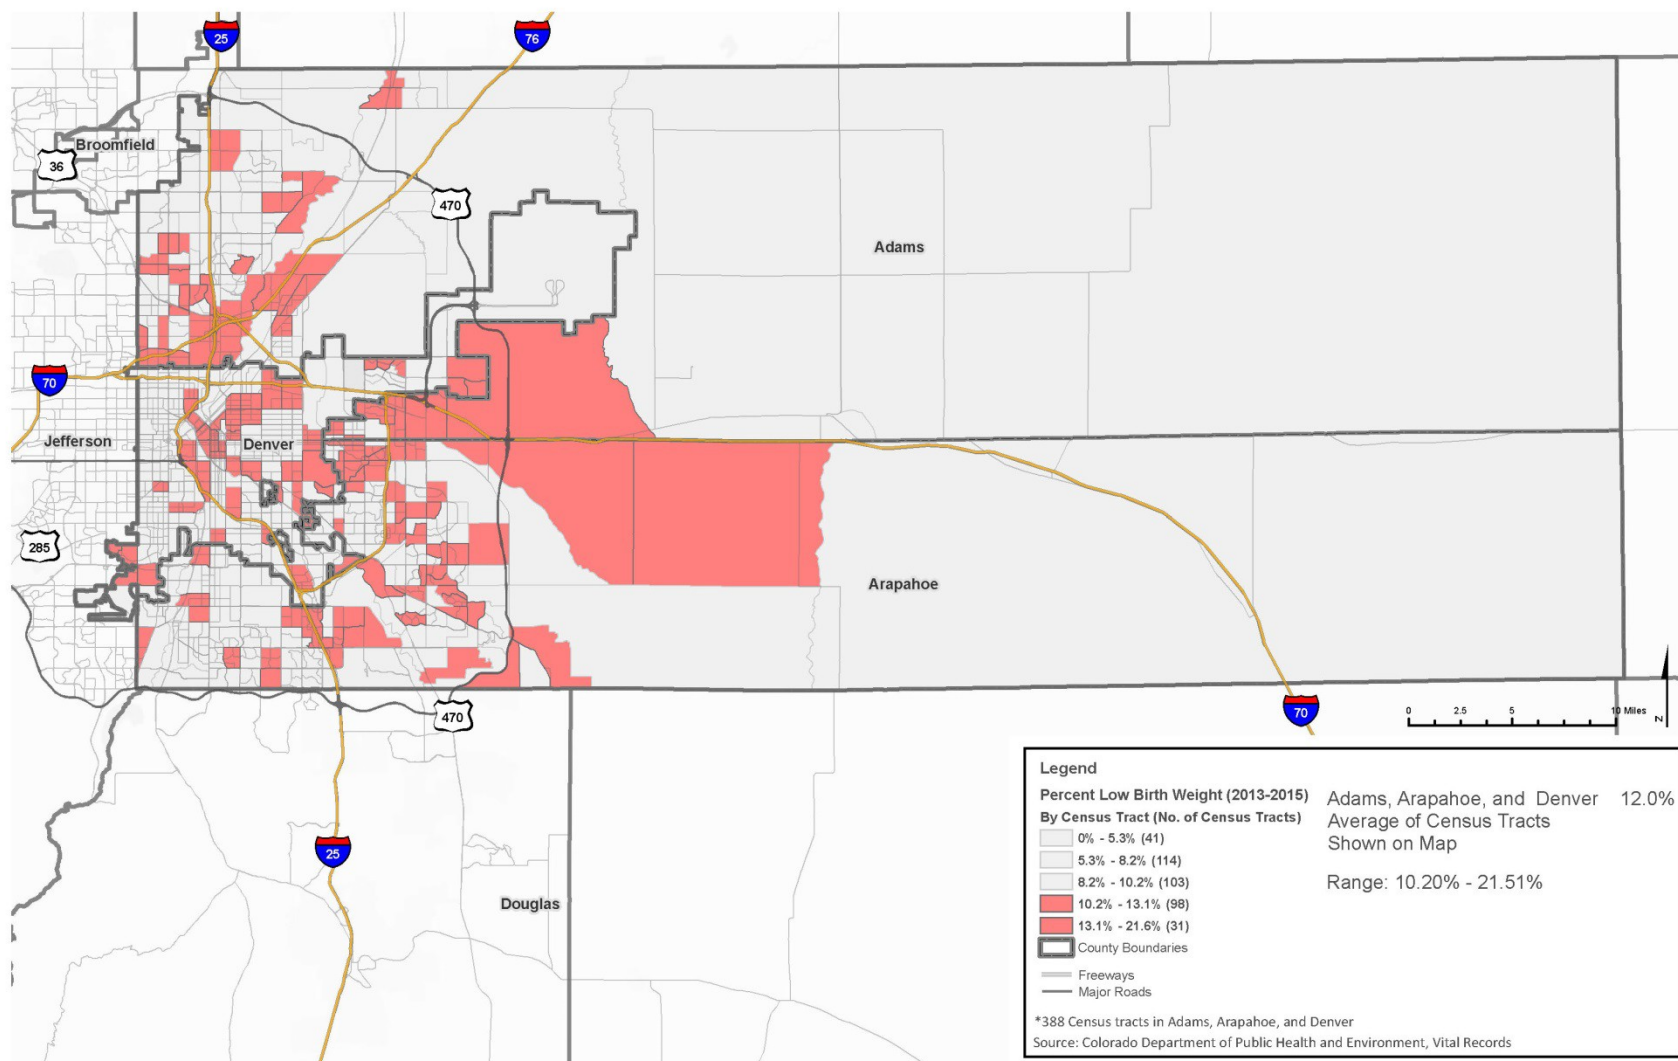 25
76
Broomfield
36
470
Adams
70
Jefferson
Denver
285
Arapahoe
0 2.5 5 10 Miles
N
70
470
25
Douglas
Legend
Percent Low Birth Weight (2013-2015)
By Census Tract (No. of Census Tracts)
0% - 5.3% (41)
5.3% - 8.2% (114)
8.2% - 10.2% (103)
10.2% - 13.1% (98)
13.1% - 21.6% (31)
County Boundaries
Freeways
Major Roads
Adams, Arapahoe, and Denver 12.0%
Average of Census Tracts
Shown on Map
Range: 10.20% - 21.51%
*388 Census tracts in Adams, Arapahoe, and Denver
Source: Colorado Department of Public Health and Environment, Vital Records